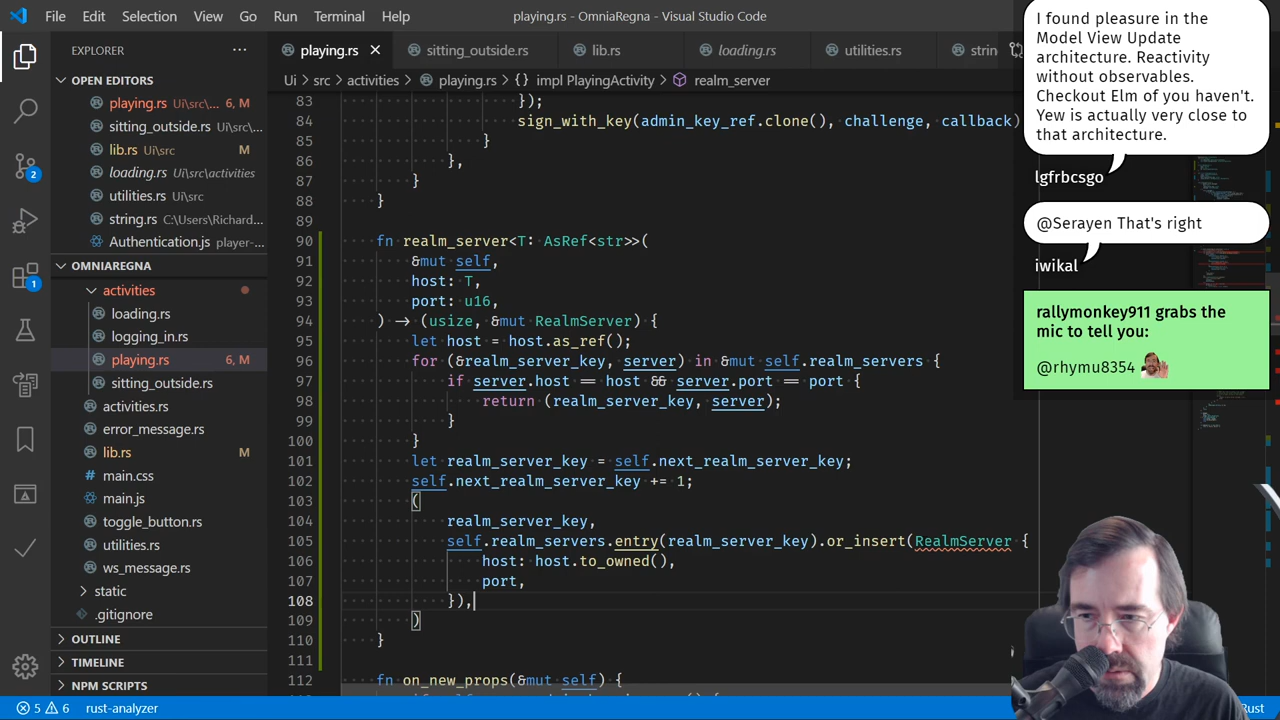 File Edit Selection View Go Run Terminal Help
playing.rs - OmniaRegna - Visual Studio Code
EXPLORER
OPEN EDITORS
playing.rs Ui\src\... 6, M
sitting_outside.rs Ui\src\...
lib.rs Ui\src M
loading.rs Ui\src\activities
utilities.rs Ui\src
string.rs C:\Users\Richard...
Authentication.js player-...
2
1
OMNIAREGNA
activities
loading.rs
logging_in.rs
playing.rs 6, M
sitting_outside.rs
activities.rs
error_message.rs
lib.rs M
main.css
main.js
toggle_button.rs
utilities.rs
ws_message.rs
static
.gitignore
OUTLINE
TIMELINE
NPM SCRIPTS
playing.rs sitting_outside.rs lib.rs loading.rs utilities.rs
Ui > src > activities > playing.rs > {} impl PlayingActivity > realm_server
83 });
84 sign_with_key(admin_key_ref.clone(), challenge, callback)
85 }
86 },
87 }
88 }
89
90 fn realm_server<T: AsRef<str>>(
91 &mut self,
92 host: T,
93 port: u16,
94 ) -> (usize, &mut RealmServer) {
95 let host = host.as_ref();
96 for (&realm_server_key, server) in &mut self.realm_servers {
97 if server.host == host && server.port == port {
98 return (realm_server_key, server);
99 }
100 }
101 let realm_server_key = self.next_realm_server_key;
102 self.next_realm_server_key += 1;
103 (
104 realm_server_key,
105 self.realm_servers.entry(realm_server_key).or_insert(RealmServer {
106 host: host.to_owned(),
107 port,
108 }),
109 )
110 }
111
112 fn on_new_props(&mut self) {
I found pleasure in the
Model View Update
architecture. Reactivity
without observables.
Checkout Elm of you haven't.
Yew is actually very close to
that architecture.
lgfrbcsgo
@Serayen That's right
iwikal
rallymonkey911 grabs the
mic to tell you:
@rhymu8354
5 6 rust-analyzer
Rust